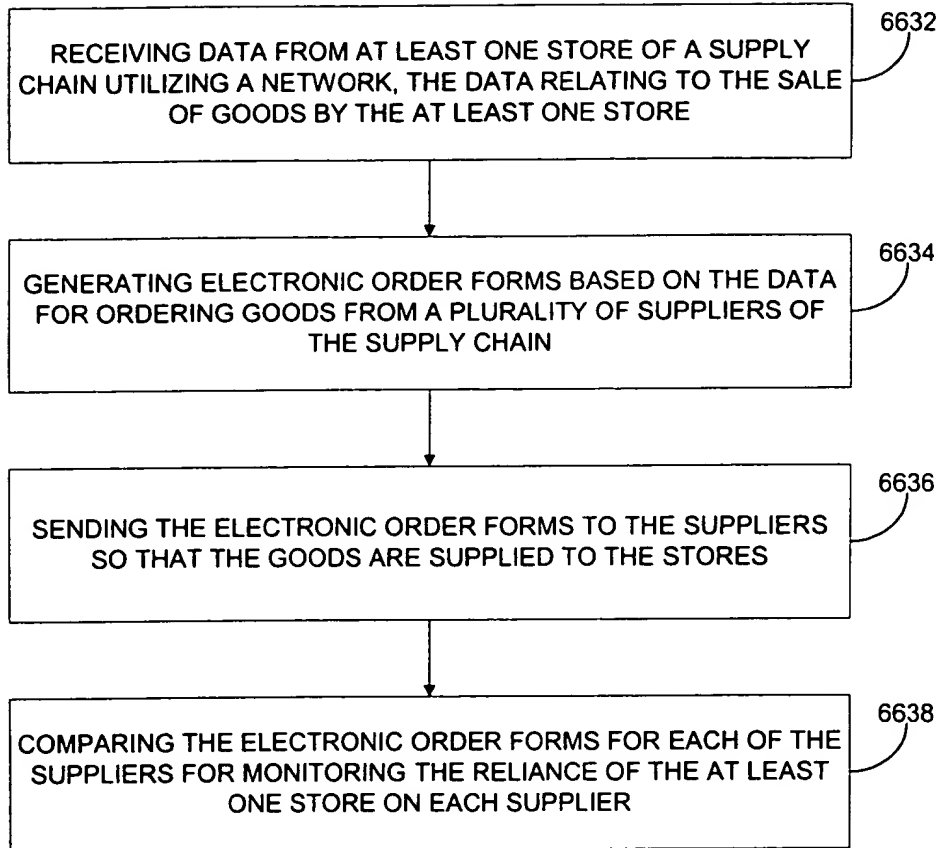 RECEIVING DATA FROM AT LEAST ONE STORE OF A SUPPLY
CHAIN UTILIZING A NETWORK, THE DATA RELATING TO THE SALE
OF GOODS BY THE AT LEAST ONE STORE
6632
GENERATING ELECTRONIC ORDER FORMS BASED ON THE DATA
FOR ORDERING GOODS FROM A PLURALITY OF SUPPLIERS OF
THE SUPPLY CHAIN
6634
SENDING THE ELECTRONIC ORDER FORMS TO THE SUPPLIERS
SO THAT THE GOODS ARE SUPPLIED TO THE STORES
6636
COMPARING THE ELECTRONIC ORDER FORMS FOR EACH OF THE
SUPPLIERS FOR MONITORING THE RELIANCE OF THE AT LEAST
ONE STORE ON EACH SUPPLIER
6638